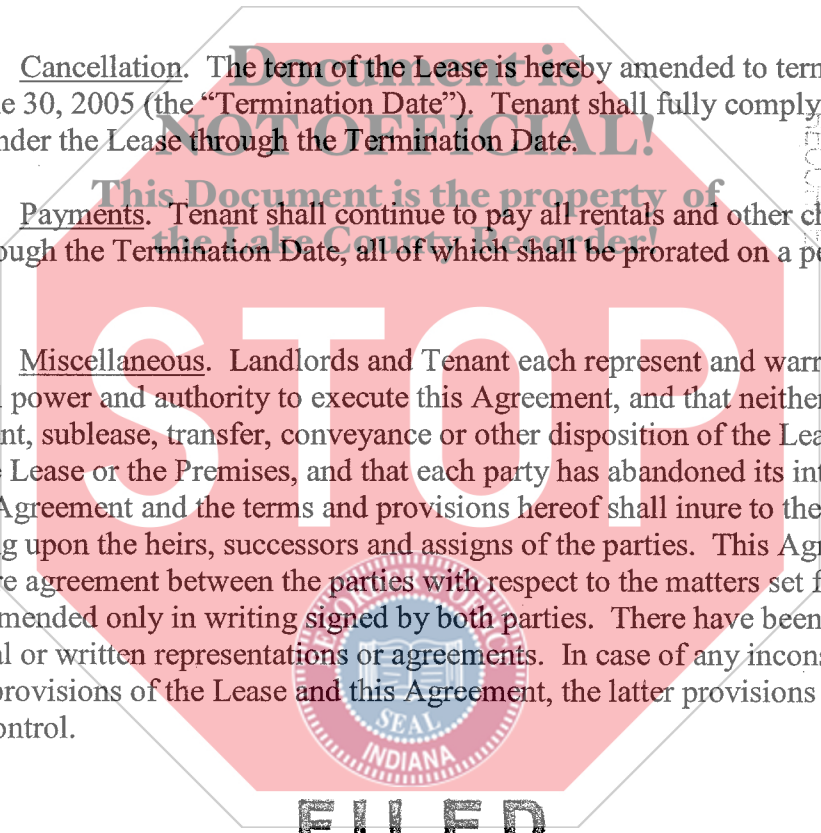 Document is
Cancellation. The term of the Lease is hereby amended to term
e 30, 2005 (the “Termination Date”). Tenant shall fully comply
nder the Lease through the Termination Date.
NOT OFFICIAL!
This Document is the property of
Payments. Tenant shall continue to pay all rentals and other ch
the Lake County Recorder!
ough the Termination Date, all of which shall be prorated on a pe
STOP
Miscellaneous. Landlords and Tenant each represent and warr
power and authority to execute this Agreement, and that neither
nt, sublease, transfer, conveyance or other disposition of the Lea
e Lease or the Premises, and that each party has abandoned its int
Agreement and the terms and provisions hereof shall inure to the
g upon the heirs, successors and assigns of the parties. This Agr
re agreement between the parties with respect to the matters set f
mended only in writing signed by both parties. There have been
al or written representations or agreements. In case of any incons
provisions of the Lease and this Agreement, the latter provisions
ontrol.
SEAL
INDIANA
FILED